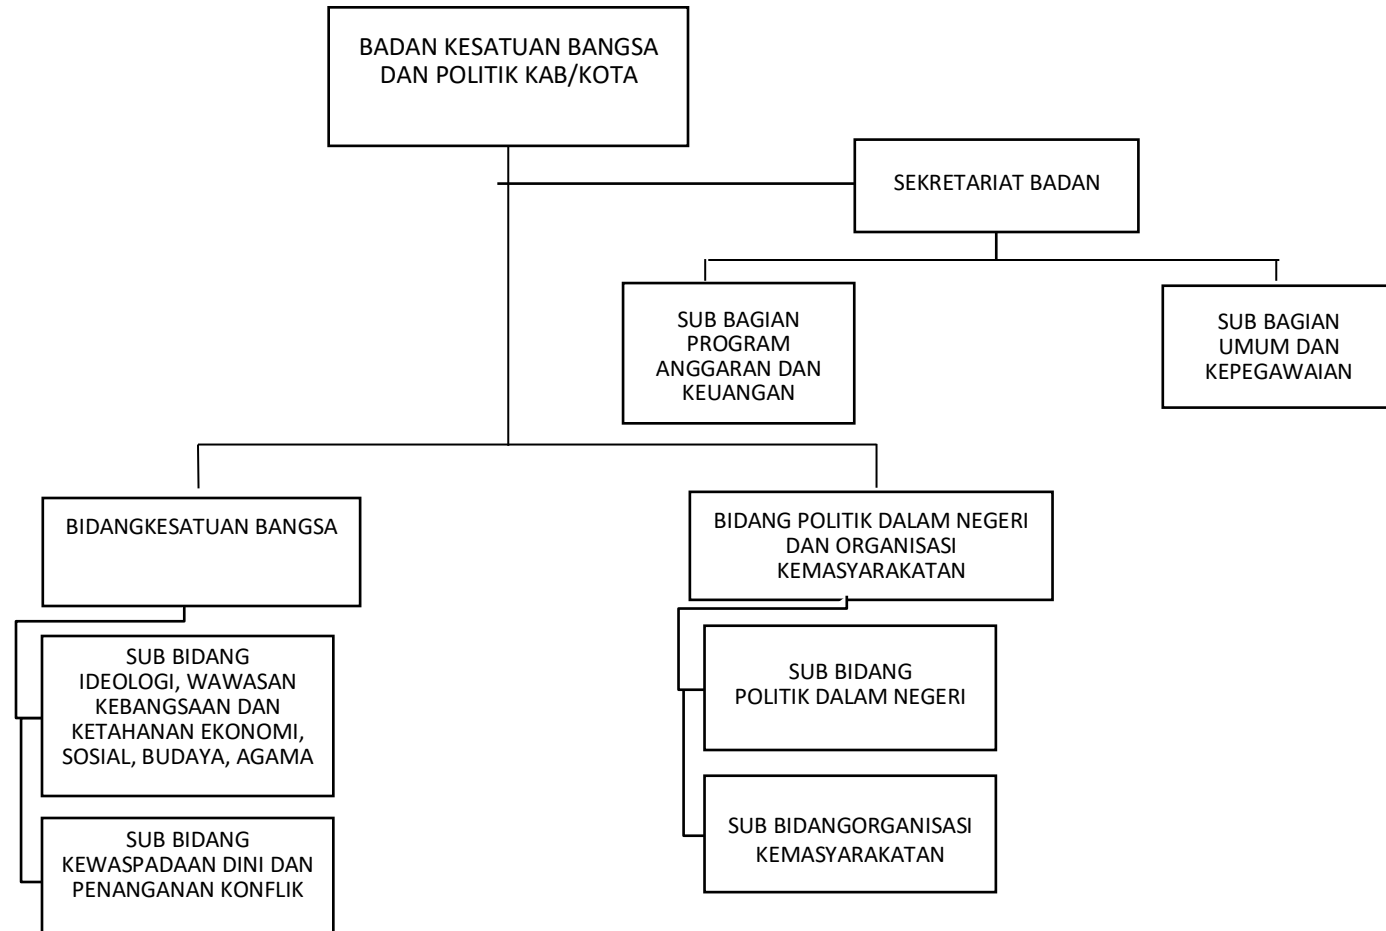 BADAN KESATUAN BANGSA
DAN POLITIK KAB/KOTA
SEKRETARIAT BADAN
SUB BAGIAN
PROGRAM
ANGGARAN DAN
KEUANGAN
SUB BAGIAN
UMUM DAN
KEPEGAWAIAN
BIDANGKESATUAN BANGSA
BIDANG POLITIK DALAM NEGERI
DAN ORGANISASI
KEMASYARAKATAN
SUB BIDANG
IDEOLOGI, WAWASAN
KEBANGSAAN DAN
KETAHANAN EKONOMI,
SOSIAL, BUDAYA, AGAMA
SUB BIDANG
POLITIK DALAM NEGERI
SUB BIDANG
KEWASPADAAN DINI DAN
PENANGANAN KONFLIK
SUB BIDANGORGANISASI
KEMASYARAKATAN